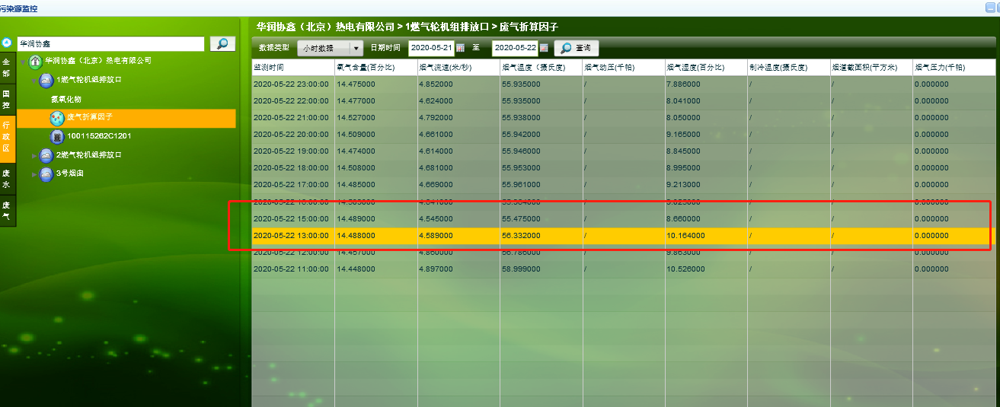 污染源监控
华润协鑫
全部
国控
行政区
废水
废气
华润协鑫（北京）热电有限公司
1燃气轮机组排放口
氮氧化物
废气折算因子
100115262C1201
2燃气轮机组排放口
3号烟囱
华润协鑫（北京）热电有限公司 > 1燃气轮机组排放口 > 废气折算因子
数据类型 小时数据 日期时间 2020-05-21 至 2020-05-22 查询
监测时间 氧气含量(百分比) 烟气流速(米/秒) 烟气温度（摄氏度) 烟气动压(千帕) 烟气湿度(百分比) 制冷温度(摄氏度) 烟道截面积(平方米) 烟气压力(千帕)
2020-05-22 23:00:00 14.475000 4.852000 55.935000 / 7.886000 / / 0.000000
2020-05-22 22:00:00 14.477000 4.624000 55.935000 / 8.041000 / / 0.000000
2020-05-22 21:00:00 14.527000 4.792000 55.938000 / 8.050000 / / 0.000000
2020-05-22 20:00:00 14.509000 4.661000 55.942000 / 9.165000 / / 0.000000
2020-05-22 19:00:00 14.474000 4.614000 55.946000 / 8.845000 / / 0.000000
2020-05-22 18:00:00 14.508000 4.681000 55.953000 / 8.995000 / / 0.000000
2020-05-22 17:00:00 14.485000 4.669000 55.961000 / 9.213000 / / 0.000000
2020-05-22 16:00:00 / / / 0.000000
2020-05-22 15:00:00 14.489000 4.545000 55.475000 / 8.660000 / / 0.000000
2020-05-22 13:00:00 14.488000 4.589000 56.332000 / 10.164000 / / 0.000000
2020-05-22 12:00:00 14.457000 4.860000 56.786000 / 9.863000 / / 0.000000
2020-05-22 11:00:00 14.448000 4.897000 58.999000 / 10.526000 / / 0.000000